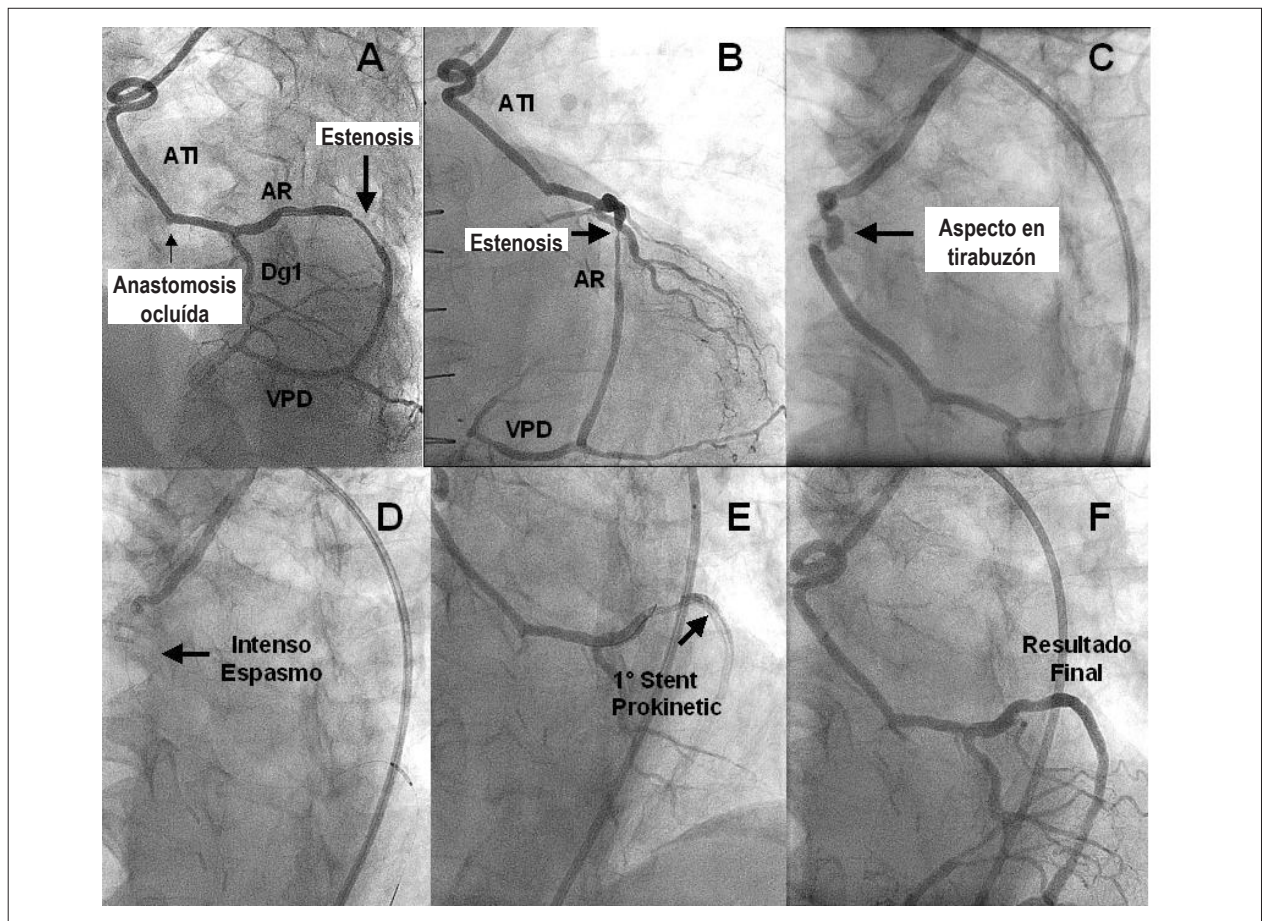 A
Estenosis
ATI
AR
Dg1
Anastomosis
ocluída
VPD
B
ATI
Estenosis
AR
VPD
C
Aspecto en
tirabuzón
D
Intenso
Espasmo
E
1° Stent
Prokinetic
F
Resultado
Final